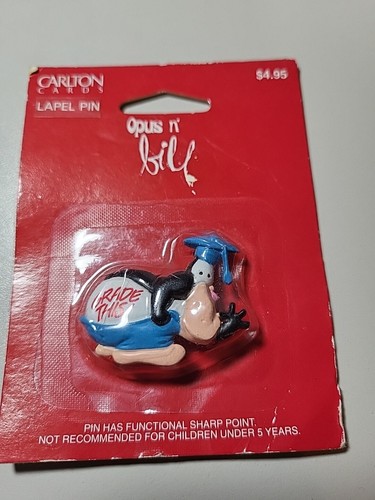 CARLTON
CARDS
LAPEL PIN
$4.95
Opus n'
bill
GRADE
THIS
PIN HAS FUNCTIONAL SHARP POINT.
NOT RECOMMENDED FOR CHILDREN UNDER 5 YEARS.